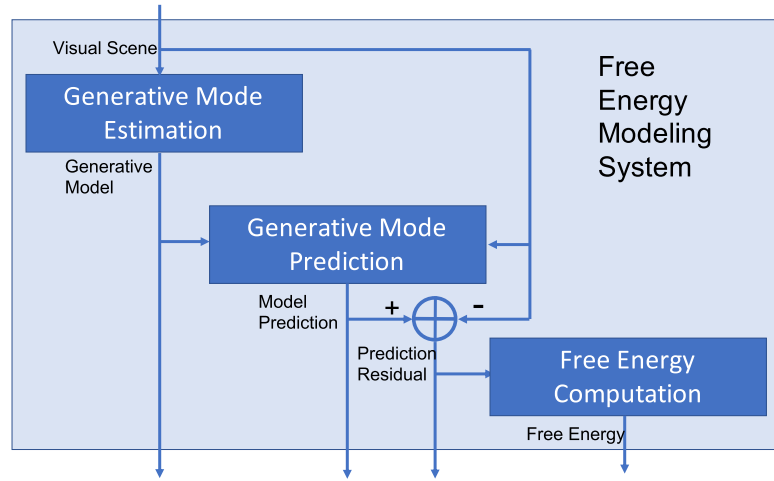 Visual Scene
Free
Energy
Modeling
System
Generative Mode
Estimation
Generative
Model
Generative Mode
Prediction
Model
Prediction
+
-
Prediction
Residual
Free Energy
Computation
Free Energy